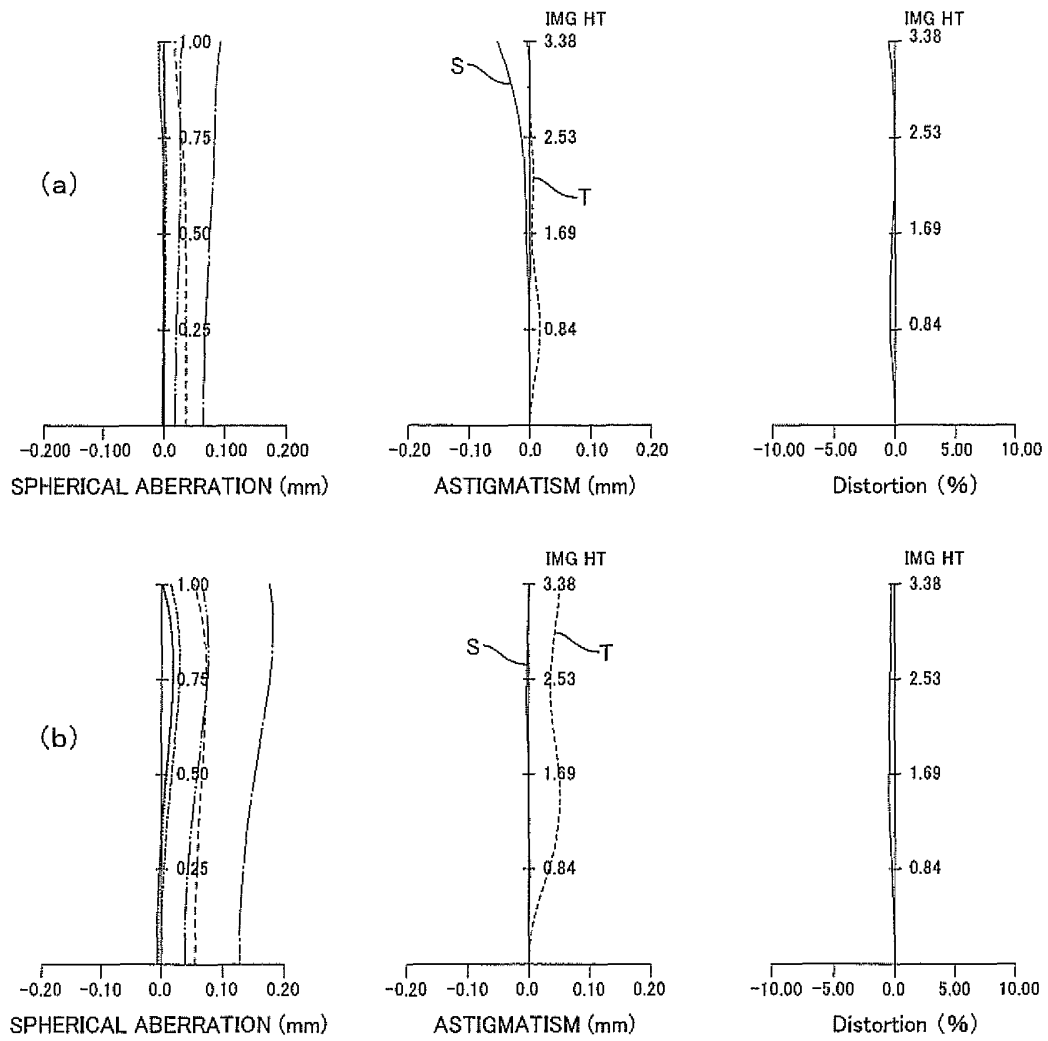 (a)
1.00
0.75
0.50
0.25
-0.200 -0.100 0.0 0.100 0.200
SPHERICAL ABERRATION (mm)
IMG HT
3.38
S
2.53
T
1.69
0.84
-0.20 -0.10 0.0 0.10 0.20
ASTIGMATISM (mm)
IMG HT
3.38
2.53
1.69
0.84
-10.00 -5.00 0.0 5.00 10.00
Distortion (%)
(b)
1.00
0.75
0.50
0.25
-0.20 -0.10 0.0 0.100 0.200
SPHERICAL ABERRATION (mm)
IMG HT
3.38
S
T
2.53
1.69
0.84
-0.20 -0.10 0.0 0.10 0.20
ASTIGMATISM (mm)
IMG HT
3.38
2.53
1.69
0.84
-10.00 -5.00 0.0 5.00 10.00
Distortion (%)